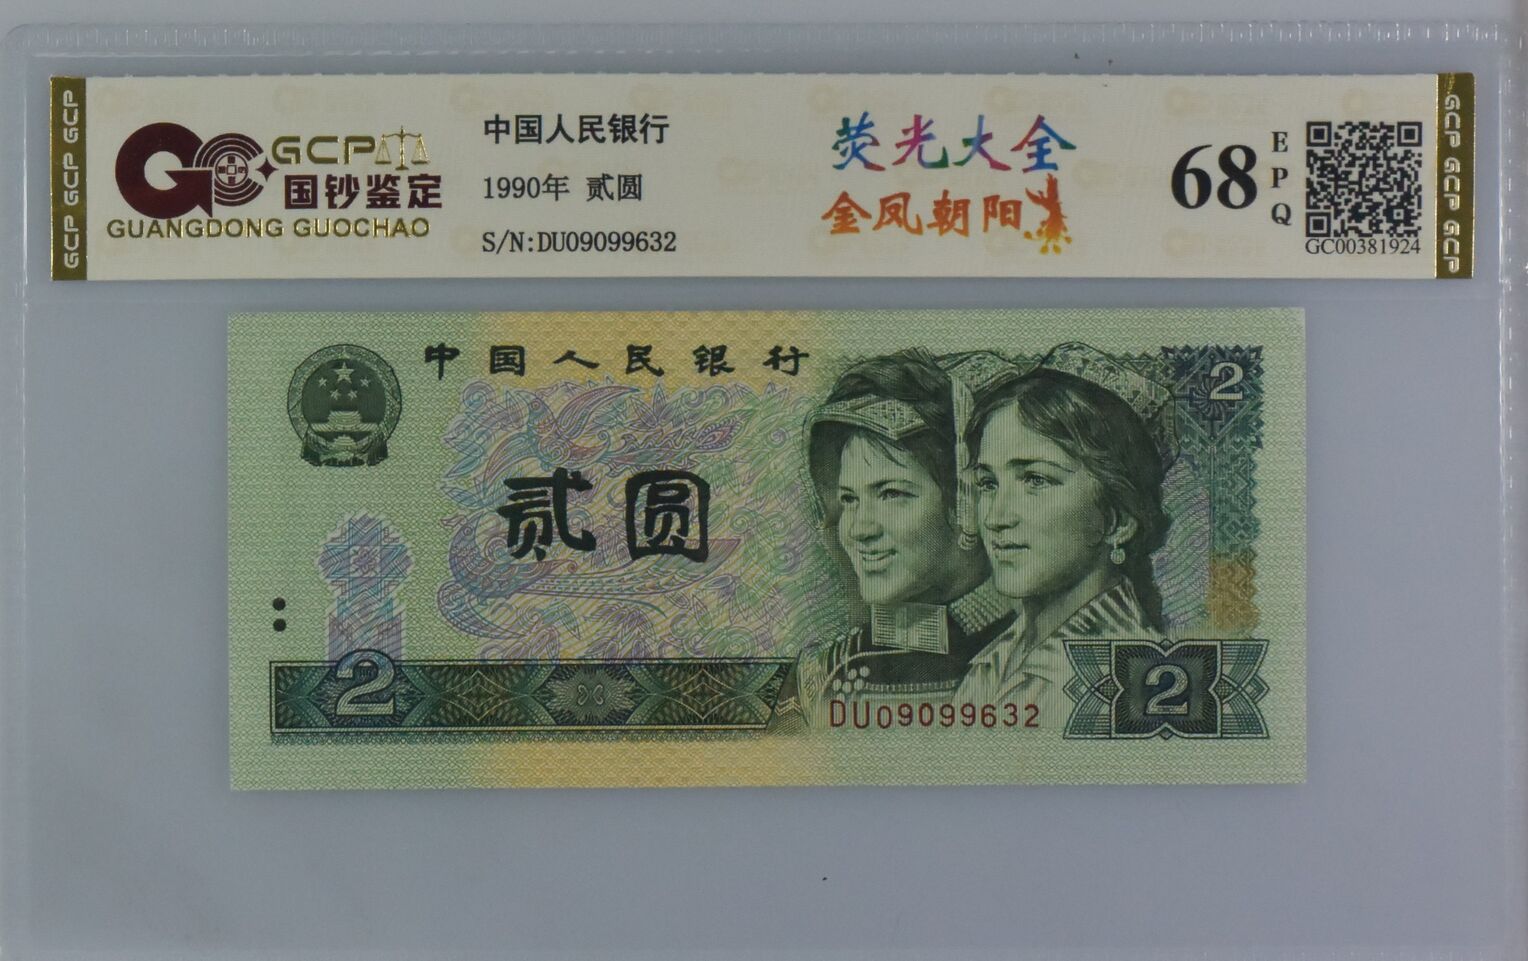 GCP GCP GCP
GCP
国钞鉴定
GUANGDONG GUOCHAO
中国人民银行
1990年 贰圆
S/N:DU09099632
荧光大全
金凤朝阳
68
EPQ
GC00381924
GCP GCP GCP
中国人民银行
2
贰圆
2
DU09099632
2